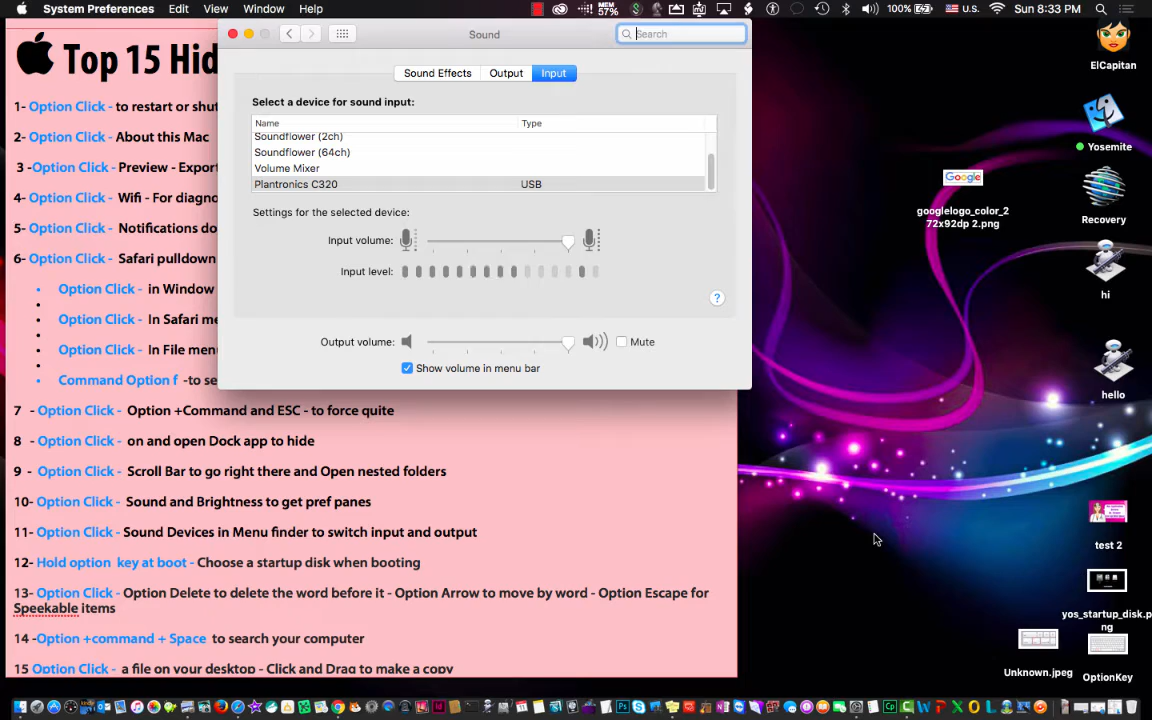 System Preferences Edit View Window Help
MEM 57% 100% U.S. Sun 8:33 PM
Sound
Search
Sound Effects Output Input
Select a device for sound input:
Name Type
Soundflower (2ch)
Soundflower (64ch)
Volume Mixer
Plantronics C320 USB
Settings for the selected device:
Input volume:
Input level:
?
Output volume: Mute
Show volume in menu bar
Top 15 Hid
1- Option Click - to restart or shut
2- Option Click - About this Mac
3 -Option Click - Preview - Export
4- Option Click - Wifi - For diagno
5- Option Click - Notifications do
6- Option Click - Safari pulldown
• Option Click - in Window
•
• Option Click - In Safari me
•
• Option Click - In File menu
•
• Command Option f -to se
7 - Option Click - Option +Command and ESC - to force quite
8 - Option Click - on and open Dock app to hide
9 - Option Click - Scroll Bar to go right there and Open nested folders
10- Option Click - Sound and Brightness to get pref panes
11- Option Click - Sound Devices in Menu finder to switch input and output
12- Hold option key at boot - Choose a startup disk when booting
13- Option Click - Option Delete to delete the word before it - Option Arrow to move by word - Option Escape for
Speekable items
14 -Option +command + Space to search your computer
15 Option Click - a file on your desktop - Click and Drag to make a copy
ElCapitan
Yosemite
Google
googlelogo_color_2
72x92dp 2.png
Recovery
hi
hello
test 2
yos_startup_disk.p
ng
Unknown.jpeg
OptionKey